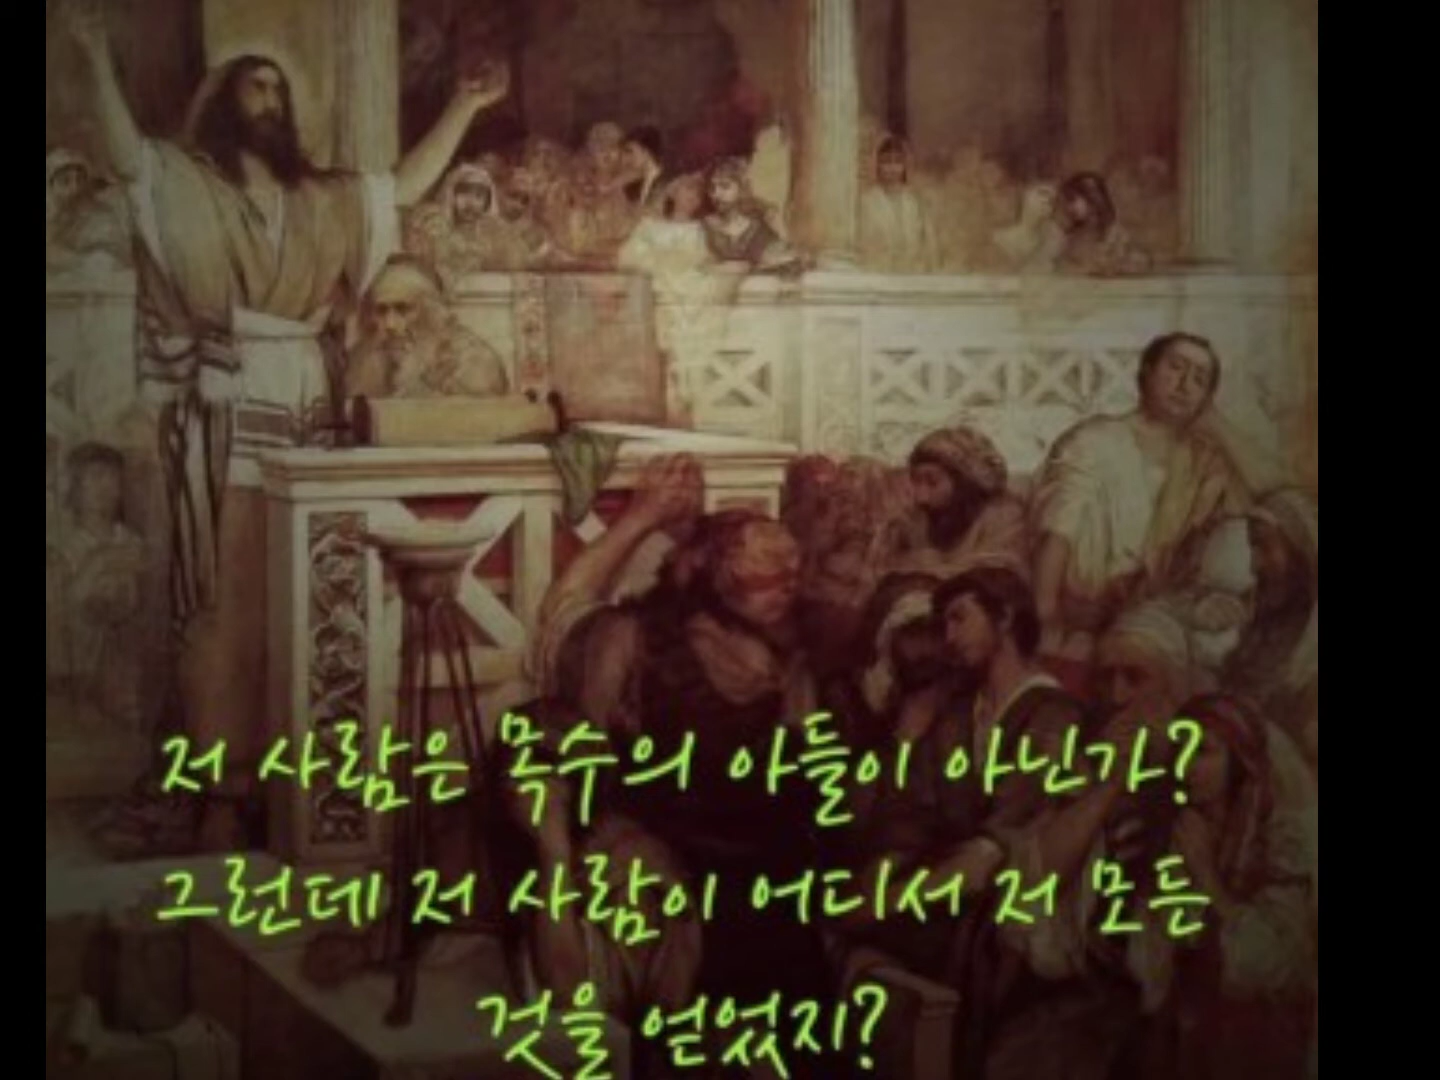 저 사람은 목수의 아들이 아닌가?
그런데 저 사람이 어디서 저 모든
것을 얻었지?